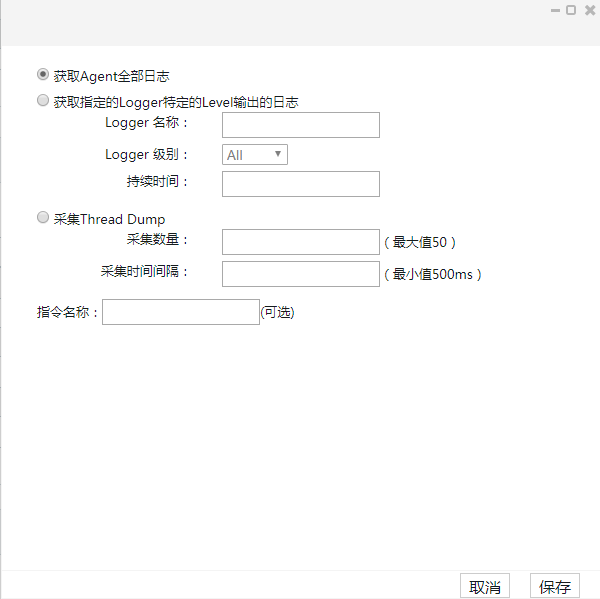 获取Agent全部日志
获取指定的Logger特定的Level输出的日志
Logger 名称：
Logger 级别： All
持续时间：
采集Thread Dump
采集数量： （最大值50）
采集时间间隔： （最小值500ms）
指令名称： (可选)
取消 保存